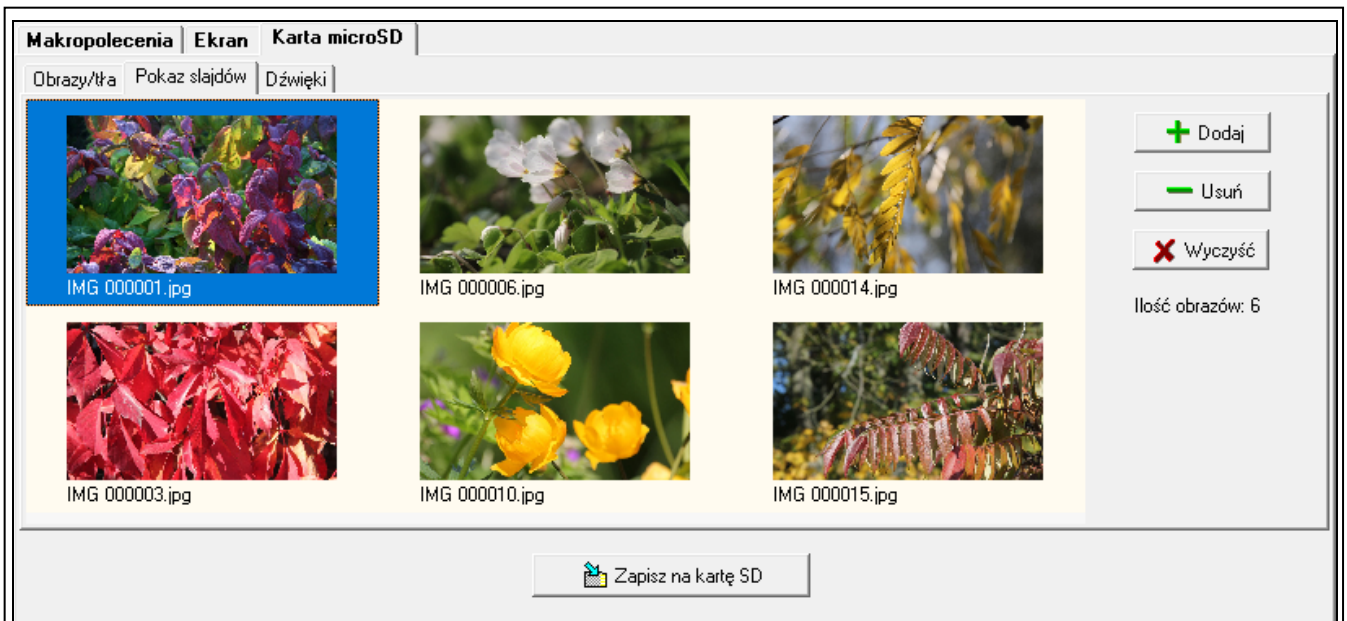 Makropolecenia Ekran Karta microSD
Obrazy/tła Pokaz slajdów Dźwięki
IMG 000001.jpg IMG 000006.jpg IMG 000014.jpg
IMG 000003.jpg IMG 000010.jpg IMG 000015.jpg
Dodaj
Usuń
Wyczyść
Ilość obrazów: 6
Zapisz na kartę SD